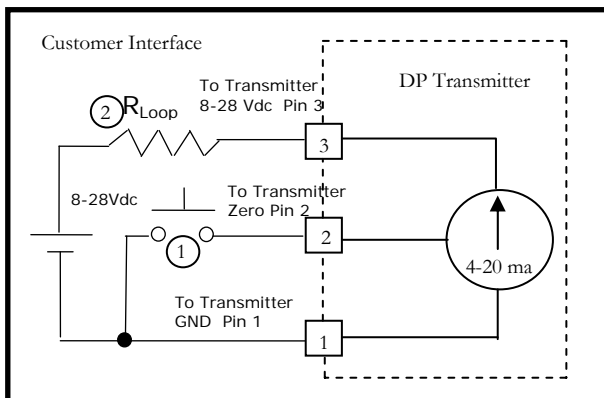 Customer Interface
DP Transmitter
To Transmitter
8-28 Vdc Pin 3
2 RLoop
3
8-28Vdc
To Transmitter
Zero Pin 2
1
2
4-20 ma
To Transmitter
GND Pin 1
1